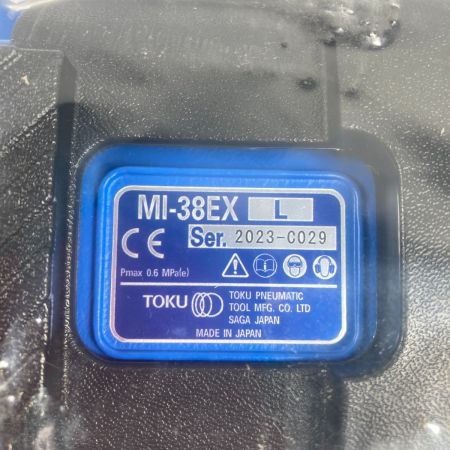 MI-38EX L
CE Ser. 2023-C029
Pmax 0.6 MPa(e)
TOKU TOKU PNEUMATIC
TOOL MFG. CO. LTD
SAGA JAPAN
MADE IN JAPAN